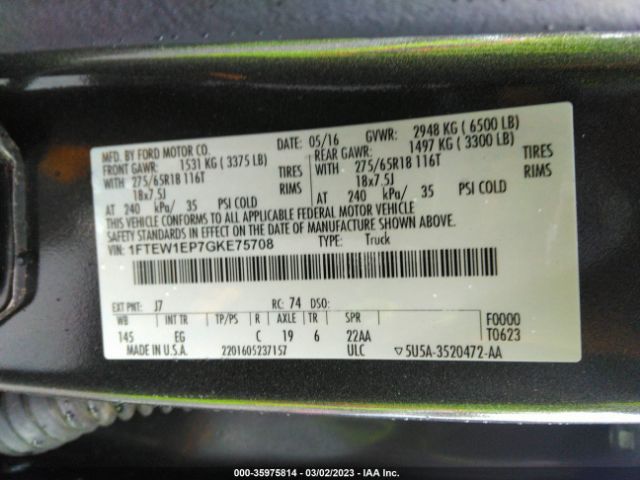 MFD. BY FORD MOTOR CO. DATE: 05/16 GVWR: 2948 KG ( 6500 LB)
FRONT GAWR: 1531 KG ( 3375 LB) REAR GAWR: 1497 KG ( 3300 LB)
WITH 275/65R18 116T TIRES WITH 275/65R18 116T TIRES
18x7.5J RIMS 18x7.5J RIMS
AT 240 kPa/ 35 PSI COLD AT 240 kPa/ 35 PSI COLD
THIS VEHICLE CONFORMS TO ALL APPLICABLE FEDERAL MOTOR VEHICLE
SAFETY STANDARDS IN EFFECT ON THE DATE OF MANUFACTURE SHOWN ABOVE.
VIN: 1FTEW1EP7GKE75708 TYPE: Truck
EXT PNT: J7 RC: 74 DSO:
WB INT TR TP/PS R AXLE TR SPR F0000
145 EG C 19 6 22AA T0623
MADE IN U.S.A. 2201605237157 ULC ▽5U5A-3520472-AA
000-35975814 - 03/02/2023 - IAA Inc.